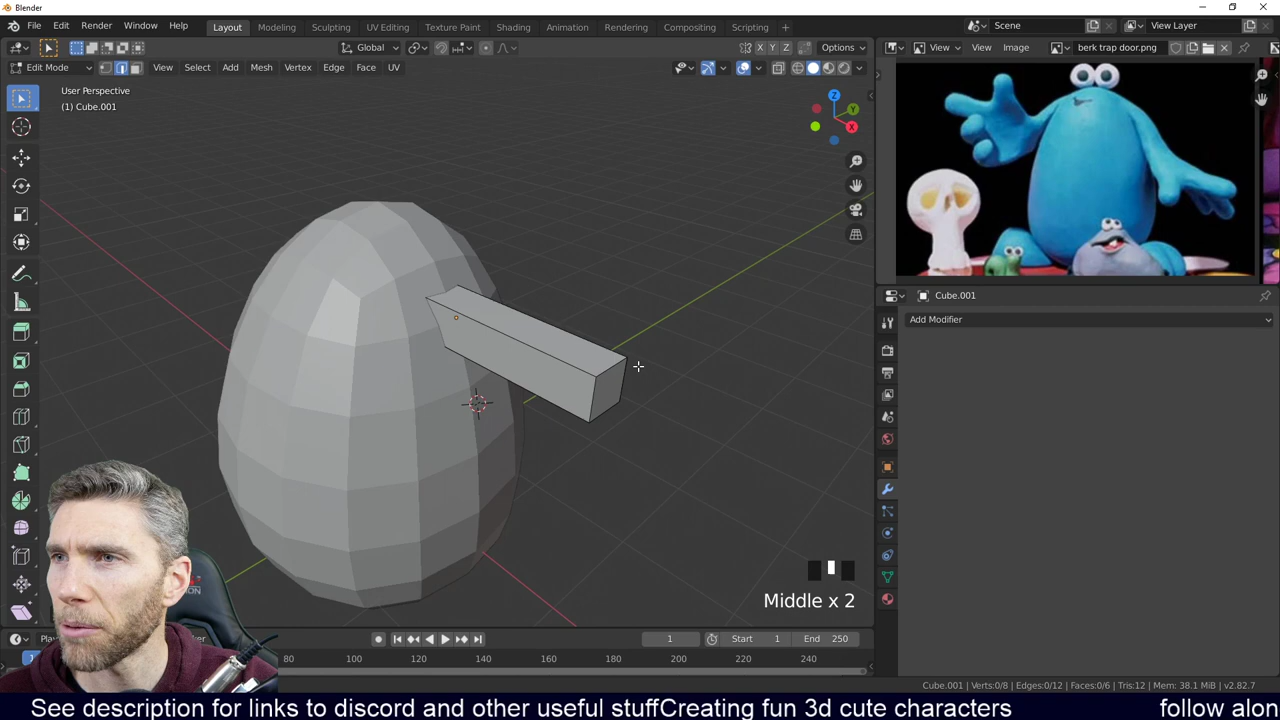 Blender
File Edit Render Window Help Layout Modeling Sculpting UV Editing Texture Paint Shading Animation Rendering Compositing Scripting + Scene View Layer
Global X Y Z Options View View Image berk trap door.png
Edit Mode View Select Add Mesh Vertex Edge Face UV
User Perspective
(1) Cube.001
Z
Y
X
Cube.001
Add Modifier
Middle x 2
1 Start 1 End 250
80 100 120 140 160 180 200 220 240
Cube.001 | Verts:0/8 | Edges:0/12 | Faces:0/6 | Tris:12 | Mem: 38.1 MiB | v2.82.7
See description for links to discord and other useful stuffCreating fun 3d cute characters follow alon